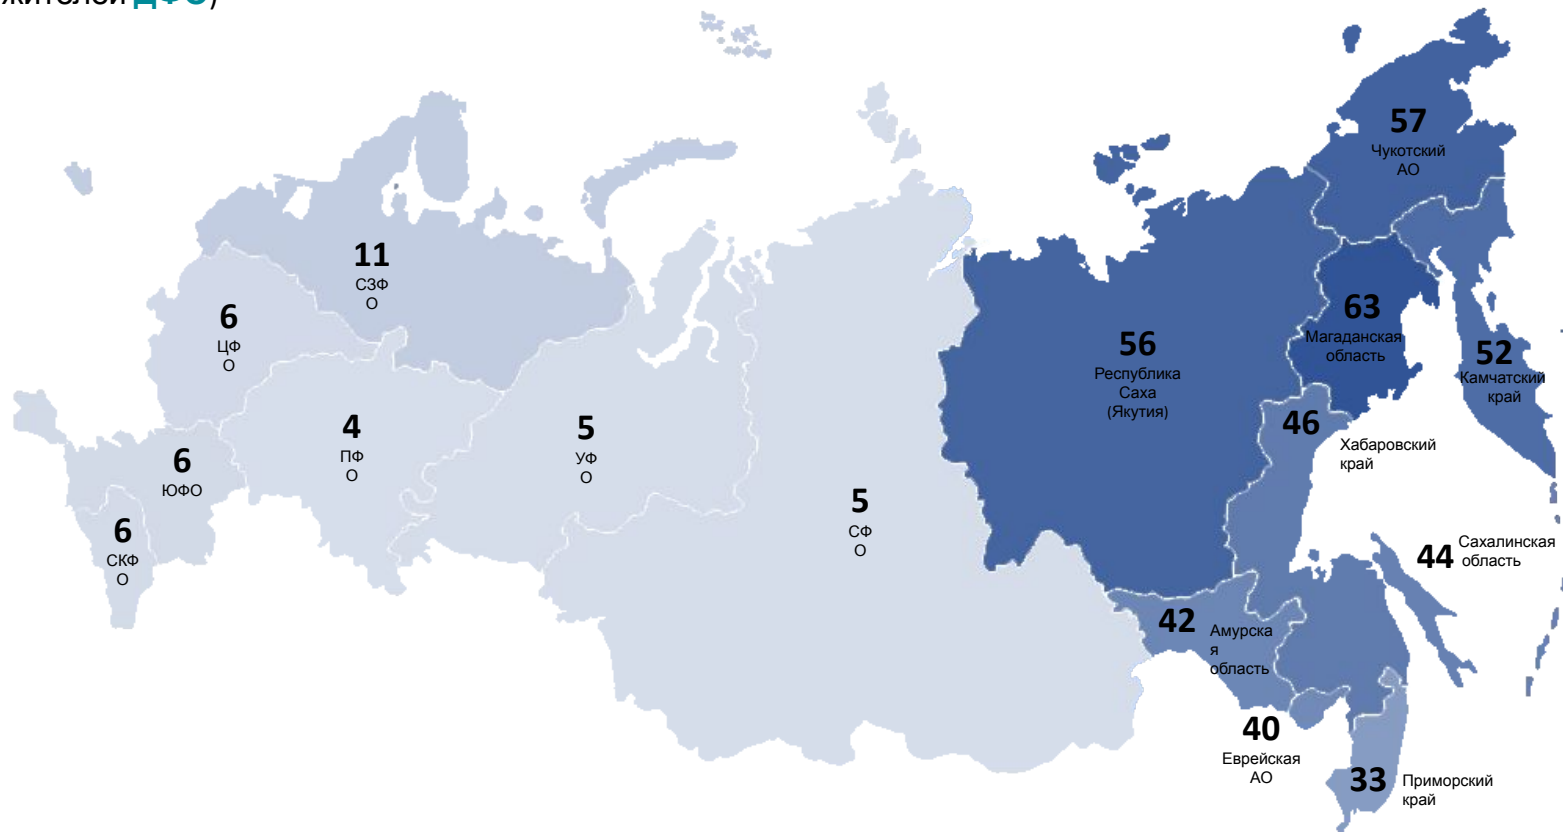 жителей ДФО)
57
Чукотский
АО
11
СЗФ
О
63
Магаданская
область
6
ЦФ
О
56
Республика
Саха
(Якутия)
52
Камчатский
край
46
Хабаровский
край
4
ПФ
О
5
УФ
О
6
ЮФО
5
СФ
О
6
СКФ
О
44
Сахалинская
область
42
Амурска
я
область
40
Еврейская
АО
33
Приморский
край